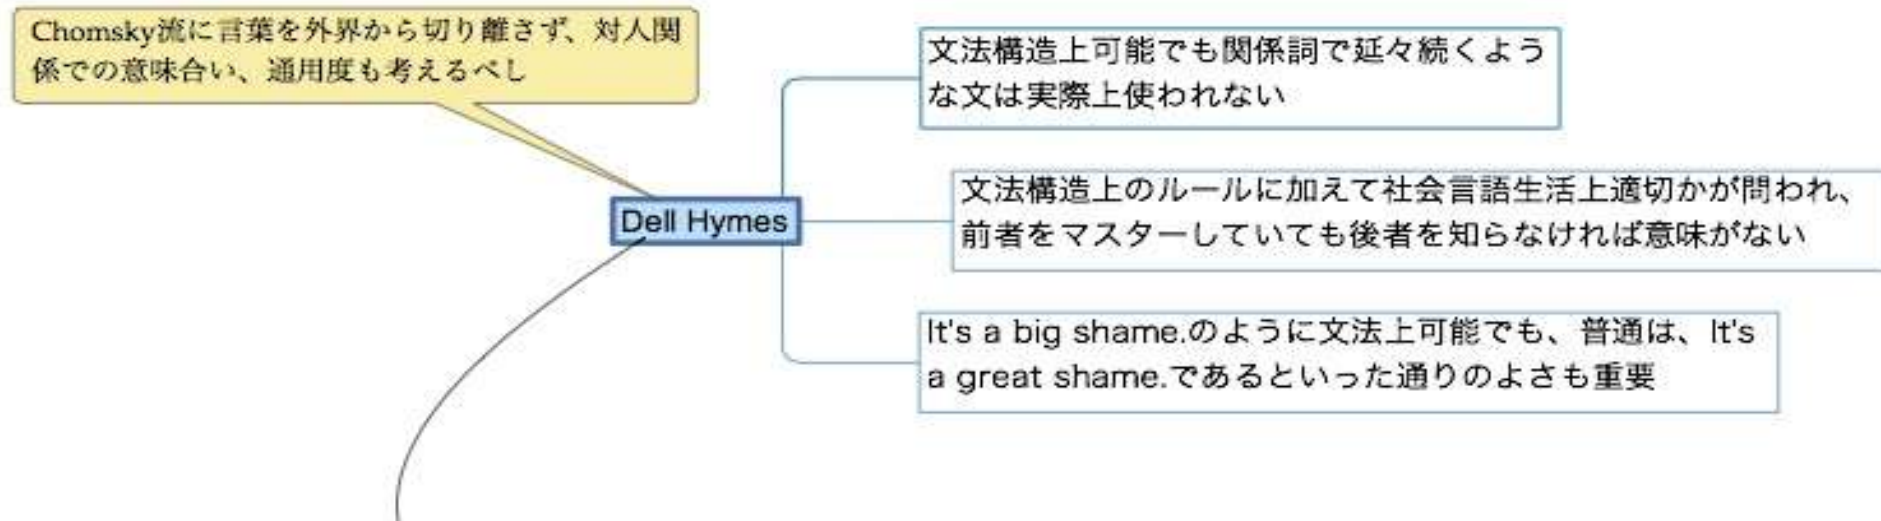 Chomsky流に言葉を外界から切り離さず、対人関
係での意味合い、通用度も考えるべし
Dell Hymes
文法構造上可能でも関係詞で延々続くよう
な文は実際上使われない
文法構造上のルールに加えて社会言語生活上適切かが問われ、
前者をマスターしていても後者を知らなければ意味がない
It's a big shame.のように文法上可能でも、普通は、It's
a great shame.であるといった通りのよさも重要